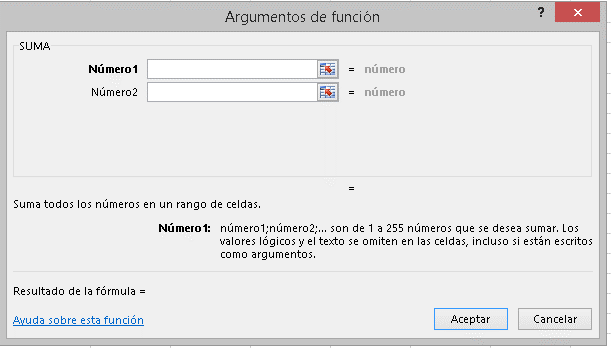 Argumentos de función
?
SUMA
Número1 = número
Número2 = número
=
Suma todos los números en un rango de celdas.
Número1: número1;número2;... son de 1 a 255 números que se desea sumar. Los
valores lógicos y el texto se omiten en las celdas, incluso si están escritos
como argumentos.
Resultado de la fórmula =
Ayuda sobre esta función
Aceptar Cancelar